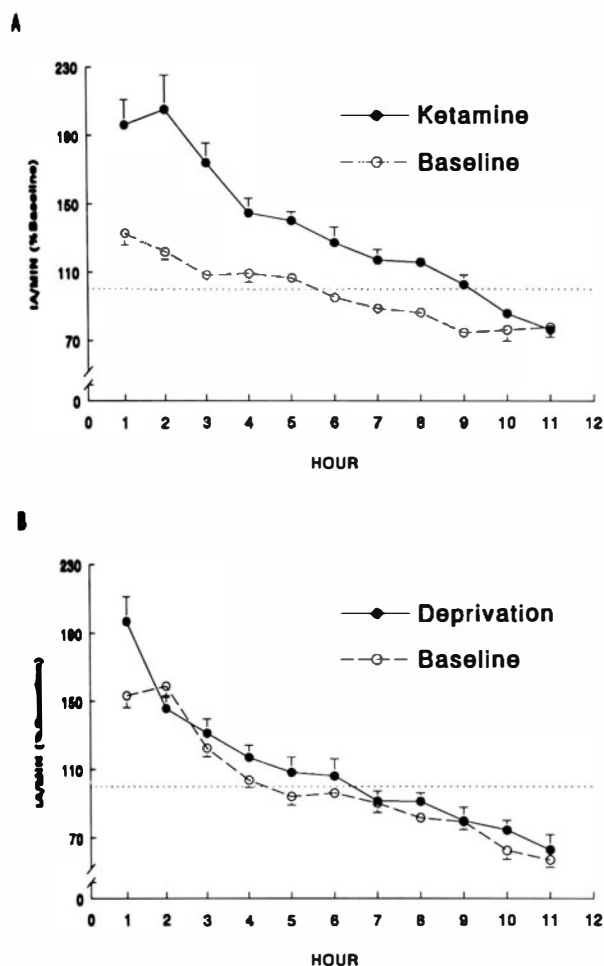 A
230
190
150
110
70
0
IA/MIN (%Baseline)
Ketamine
Baseline
0 1 2 3 4 5 6 7 8 9 10 11 12
HOUR
B
230
190
150
110
70
0
IA/MIN (%
Deprivation
Baseline
0 1 2 3 4 5 6 7 8 9 10 11 12
HOUR